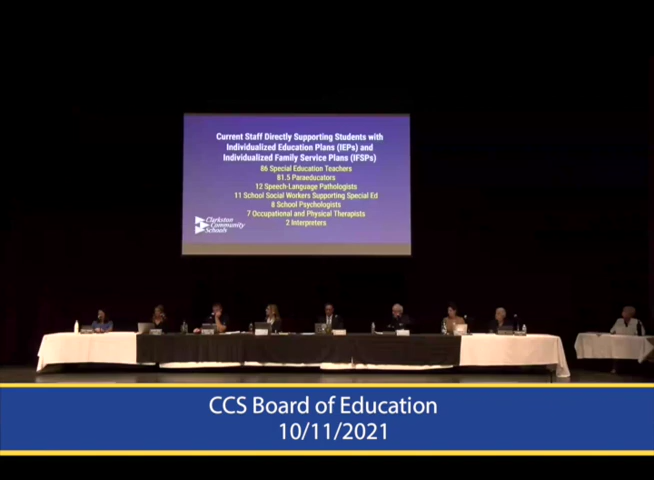 Current Staff Directly Supporting Students with
Individualized Education Plans (IEPs) and
Individualized Family Service Plans (IFSPs)
86 Special Education Teachers
81.5 Paraeducators
12 Speech-Language Pathologists
11 School Social Workers Supporting Special Ed
8 School Psychologists
7 Occupational and Physical Therapists
2 Interpreters
Clarkston
Community
Schools
CCS Board of Education
10/11/2021